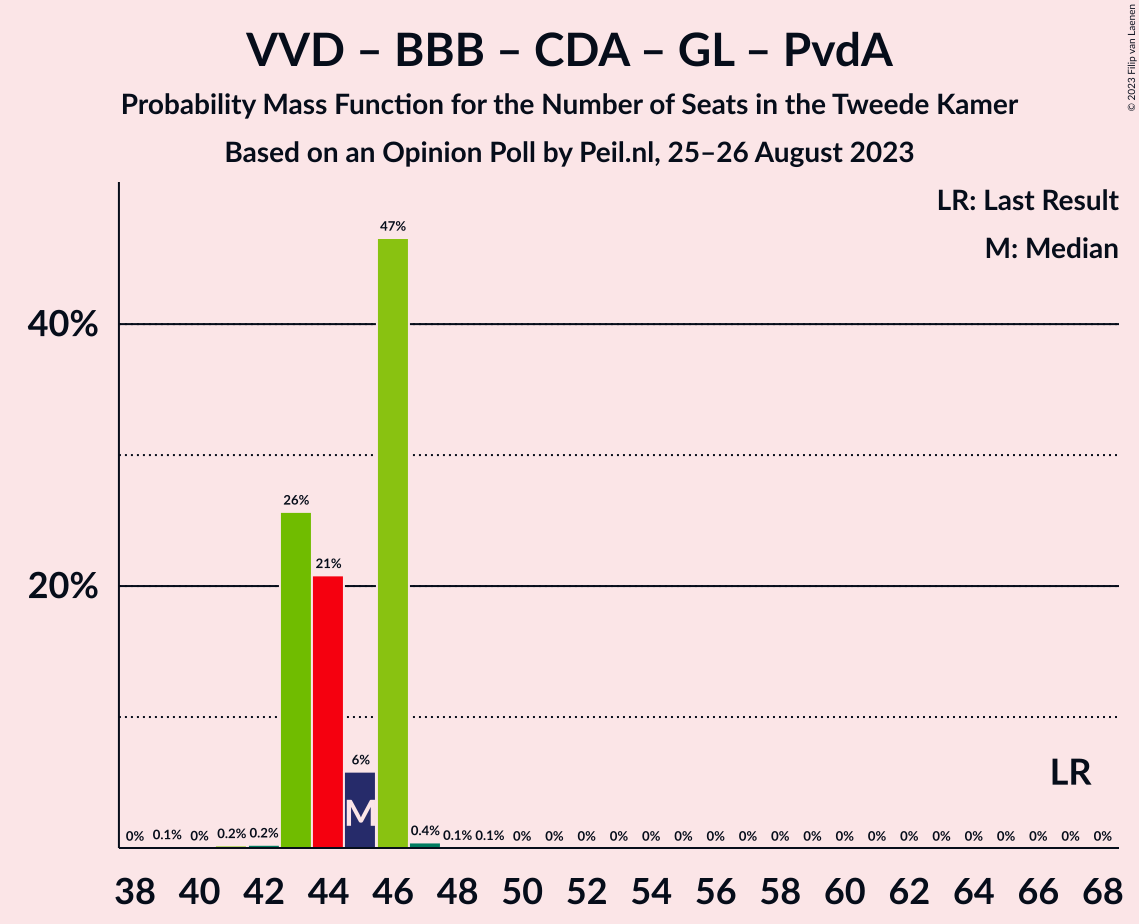 VVD – BBB – CDA – GL – PvdA
Probability Mass Function for the Number of Seats in the Tweede Kamer
Based on an Opinion Poll by Peil.nl, 25–26 August 2023
© 2023 Filip van Laenen
LR: Last Result
M: Median
47%
40%
26%
21%
20%
6%
LR
M
0% 0.1% 0% 0.2% 0.2% 0.4% 0.1% 0.1% 0% 0% 0% 0% 0% 0% 0% 0% 0% 0% 0% 0% 0% 0% 0% 0% 0% 0% 0%
38 40 42 44 46 48 50 52 54 56 58 60 62 64 66 68